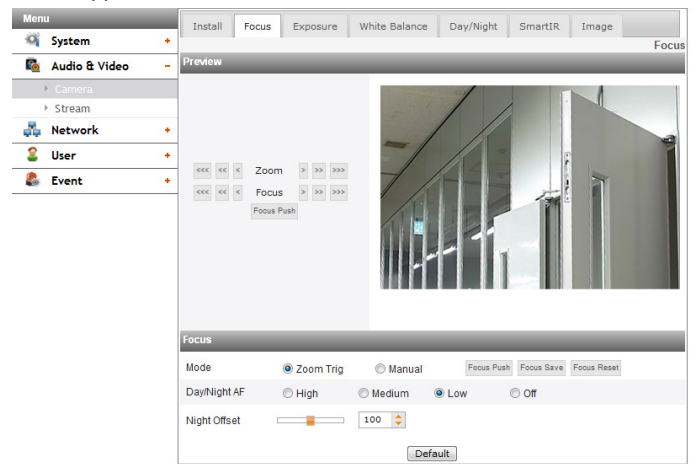 Menu
System +
Audio & Video -
Camera
Stream
Network +
User +
Event +
Install Focus Exposure White Balance Day/Night SmartIR Image
Focus
Preview
<<< << < Zoom > >> >>>
<<< << < Focus > >> >>>
Focus Push
Focus
Mode Zoom Trig Manual Focus Push Focus Save Focus Reset
Day/Night AF High Medium Low Off
Night Offset 100
Default